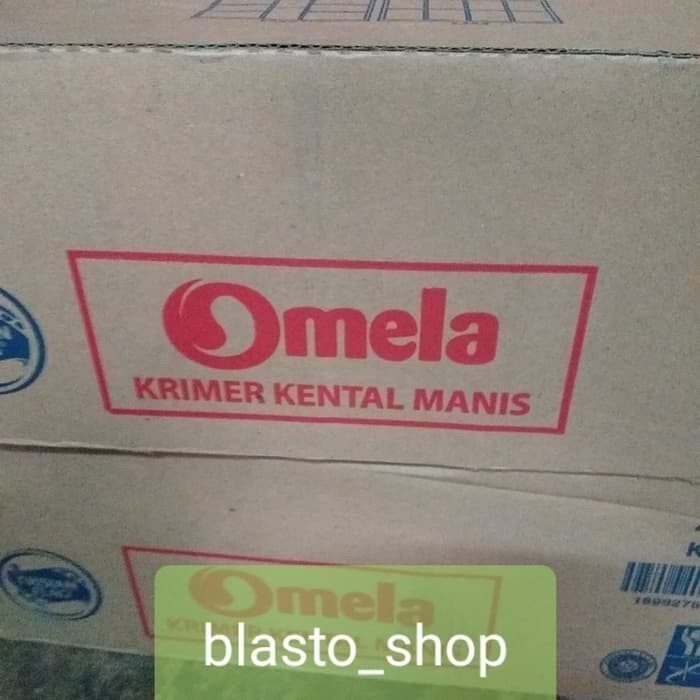 Omela
KRIMER KENTAL MANIS
Omela
blasto_shop